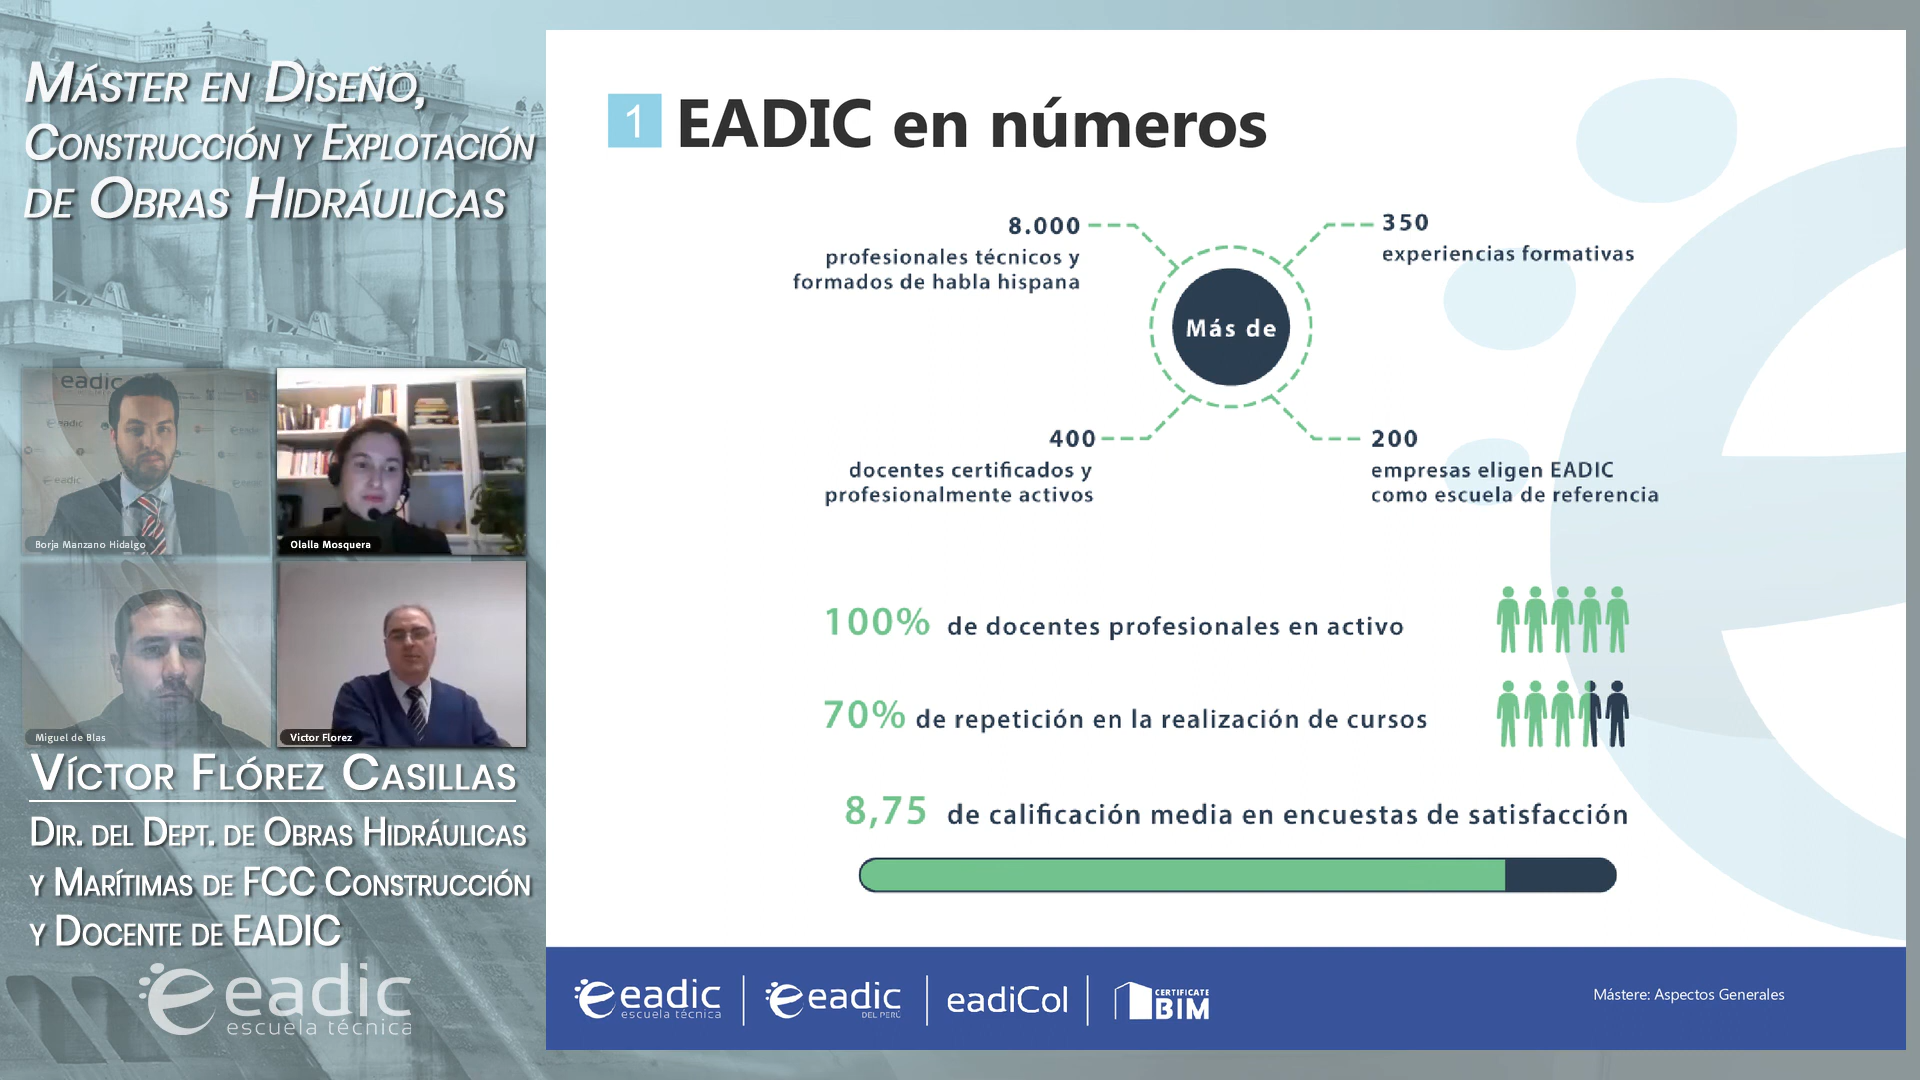 Máster en Diseño,
Construcción y Explotación
de Obras Hidráulicas
eadic
eadic
eadic
eadic
Borja Manzano Hidalgo
Olalla Mosquera
Miguel de Blas
Victor Florez
Víctor Flórez Casillas
Dir. del Dept. de Obras Hidráulicas
y Marítimas de FCC Construcción
y Docente de EADIC
eadic
escuela técnica
1 EADIC en números
8.000
profesionales técnicos y
formados de habla hispana
350
experiencias formativas
Más de
400
docentes certificados y
profesionalmente activos
200
empresas eligen EADIC
como escuela de referencia
100% de docentes profesionales en activo
70% de repetición en la realización de cursos
8,75 de calificación media en encuestas de satisfacción
eadic
escuela técnica
eadic
DEL PERÚ
eadiCol
CERTIFICATE
BIM
Mástere: Aspectos Generales